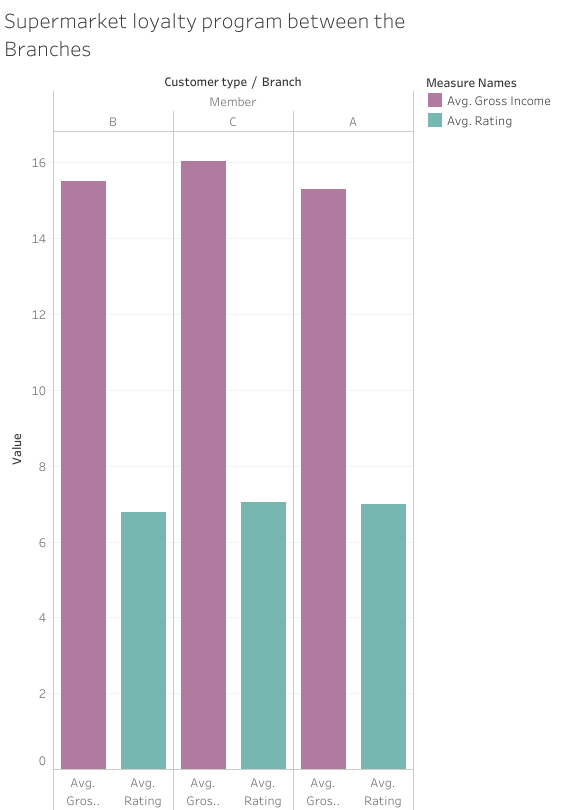 Supermarket loyalty program between the
Branches
Customer type / Branch
Member
B C A
Measure Names
Avg. Gross Income
Avg. Rating
Value
16
14
12
10
8
6
4
2
0
Avg. Avg. Avg. Avg. Avg. Avg.
Gros.. Rating Gros.. Rating Gros.. Rating